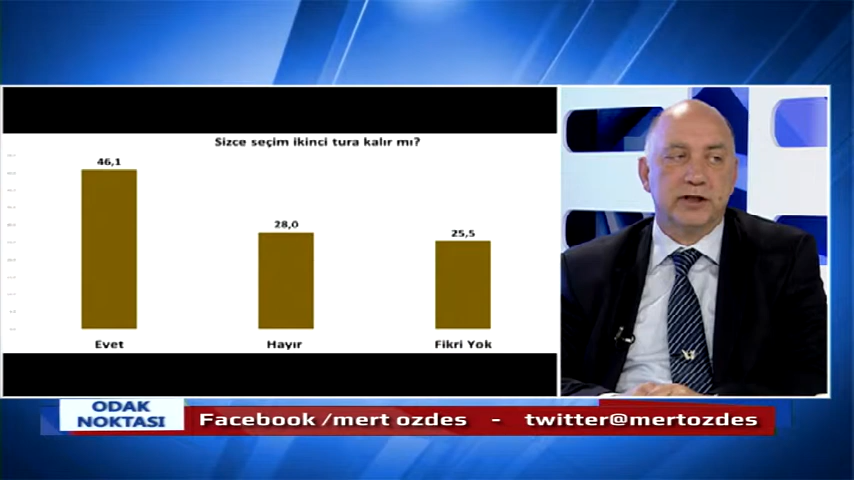 Sizce seçim ikinci tura kalır mı?
46,1
28,0
25,5
Evet
Hayır
Fikri Yok
ODAK
NOKTASI
Facebook /mert ozdes - twitter@mertozdes